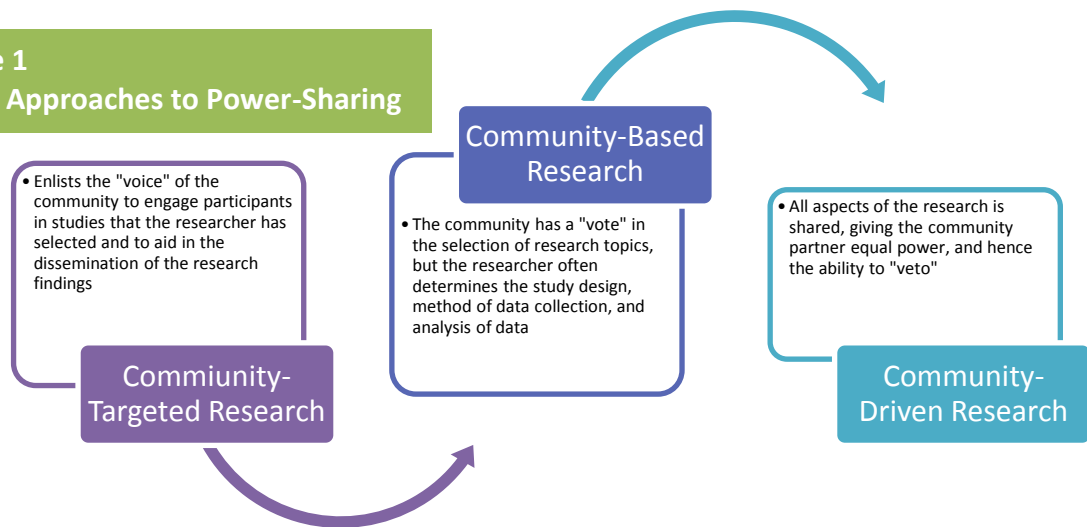 e 1
Approaches to Power-Sharing
• Enlists the "voice" of the
community to engage participants
in studies that the researcher has
selected and to aid in the
dissemination of the research
findings
Commiunity-
Targeted Research
Community-Based
Research
• The community has a "vote" in
the selection of research topics,
but the researcher often
determines the study design,
method of data collection, and
analysis of data
• All aspects of the research is
shared, giving the community
partner equal power, and hence
the ability to "veto"
Community-
Driven Research